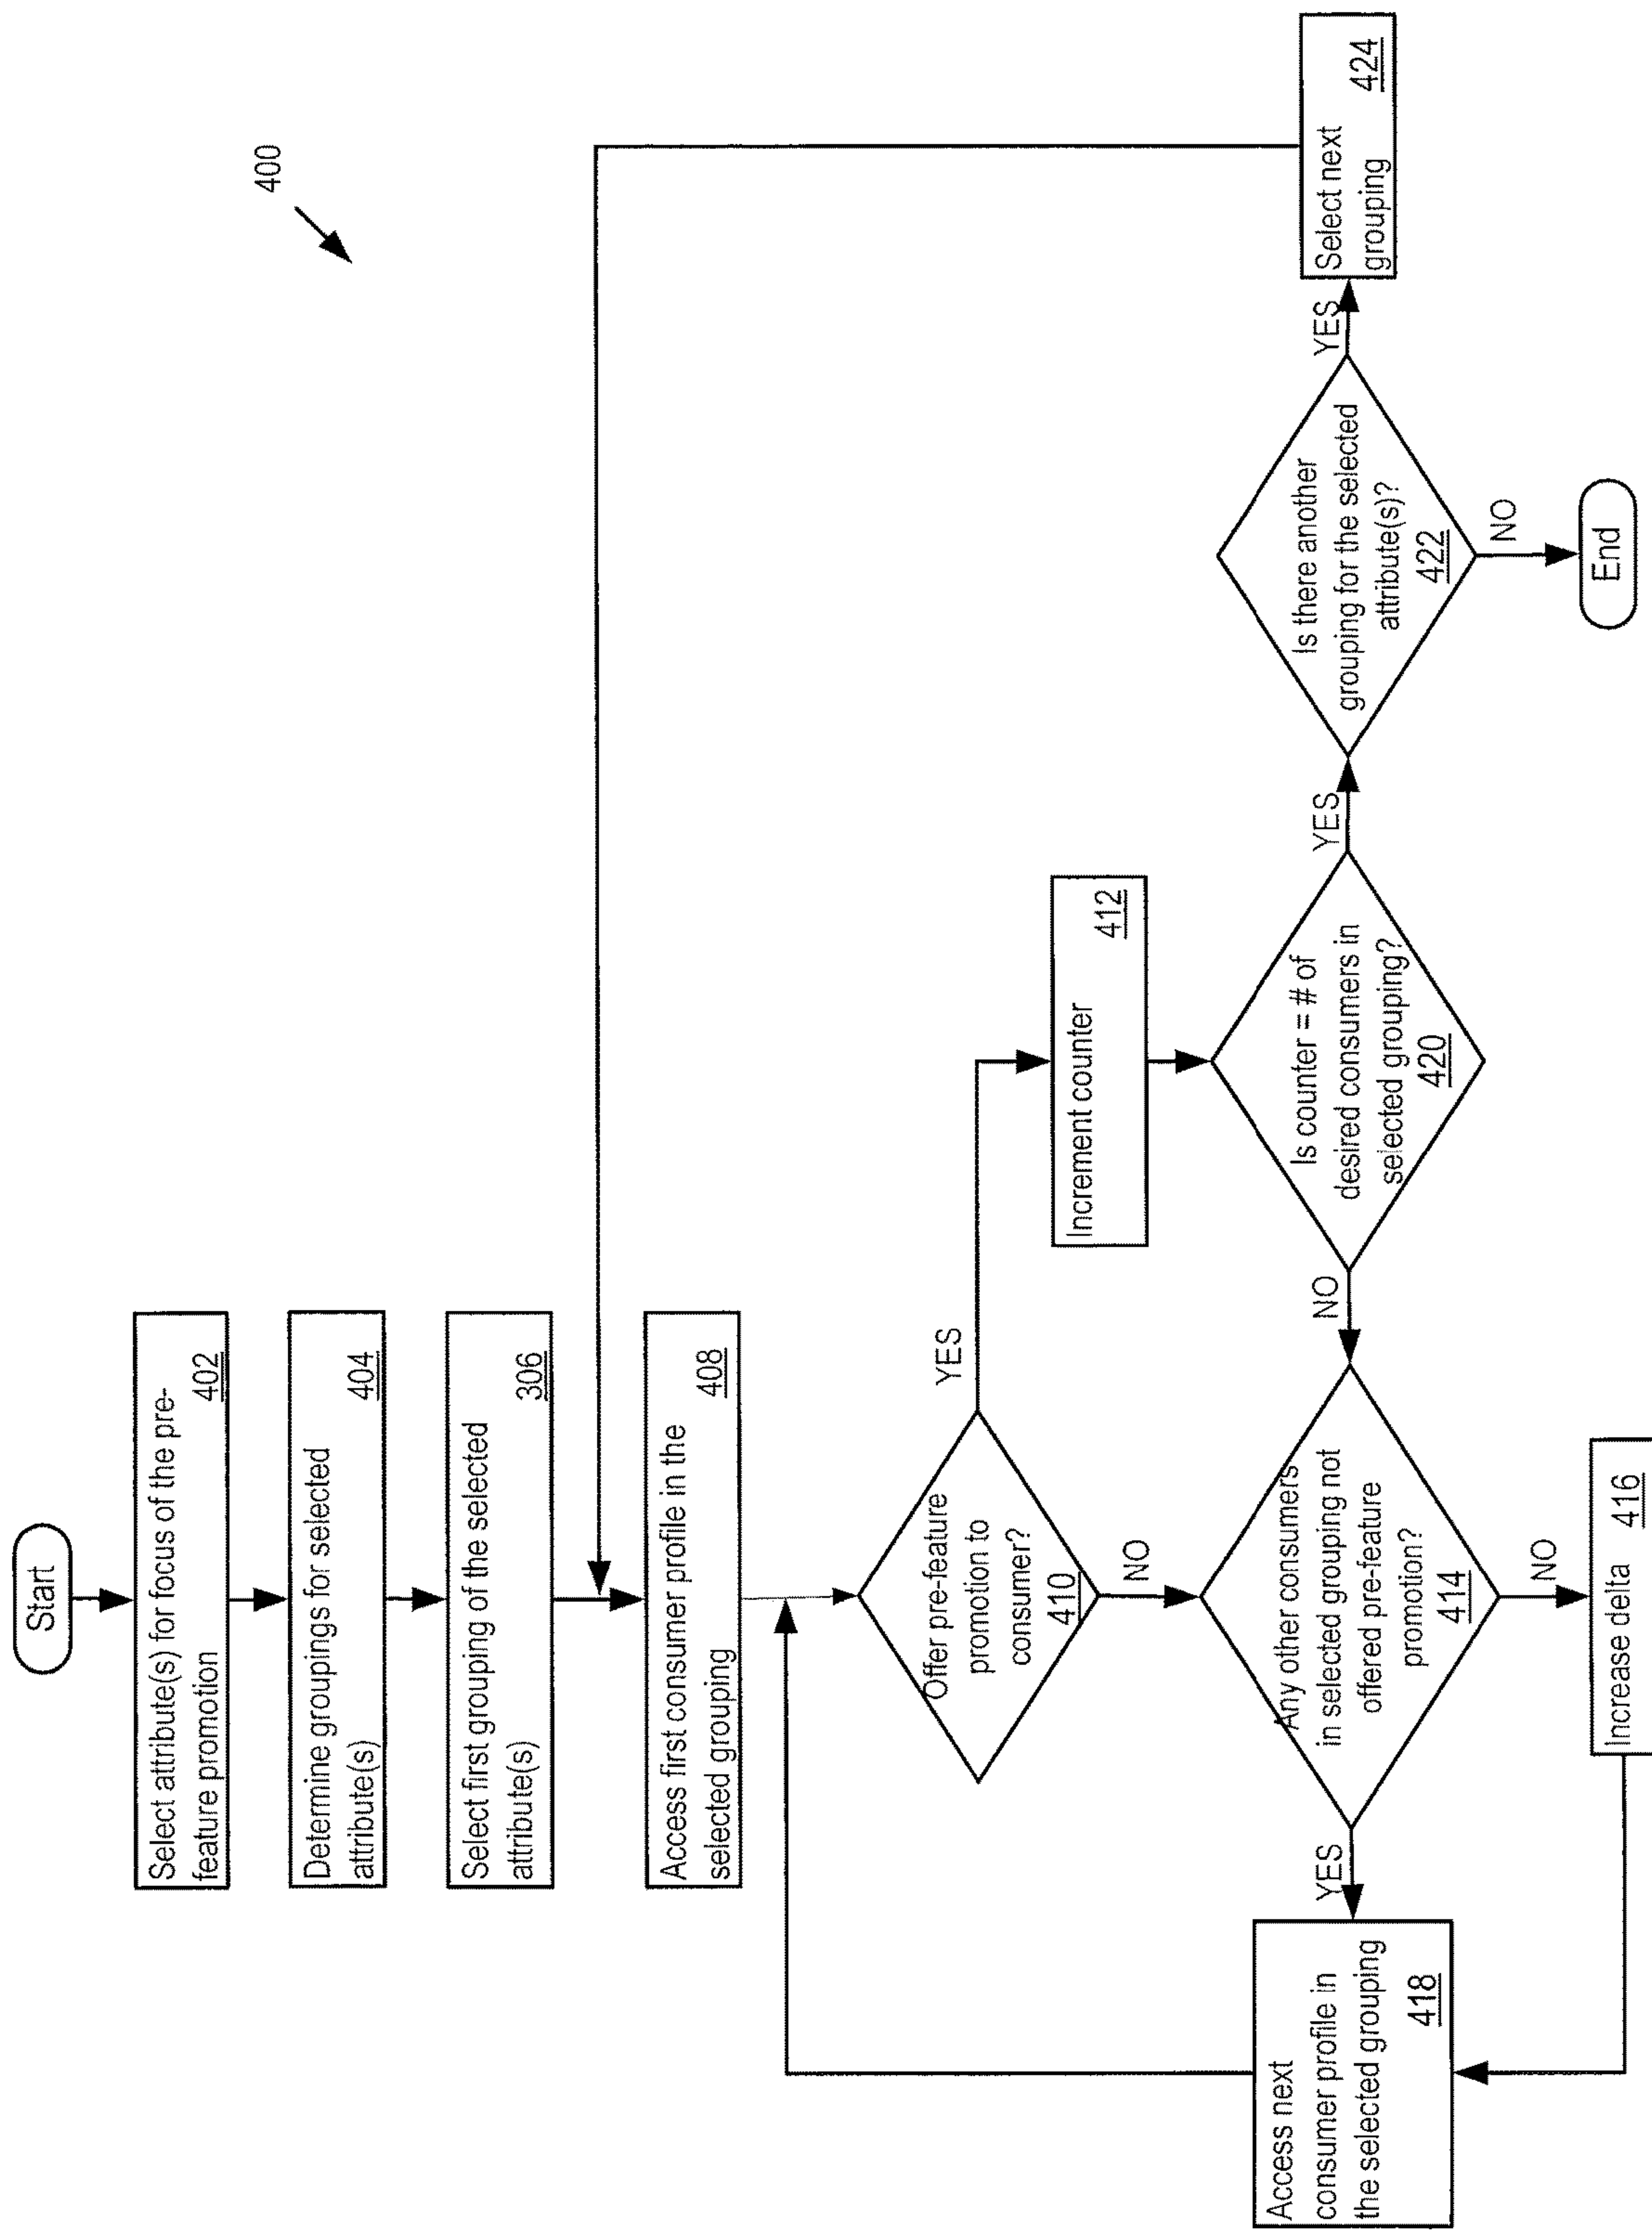 400
Start
Select attribute(s) for focus of the pre-
feature promotion
402
Determine groupings for selected
attribute(s)
404
Select first grouping of the selected
attribute(s)
306
Access first consumer profile in the
selected grouping
408
Offer pre-feature
promotion to
consumer?
410
YES
NO
Increment counter
412
Any other consumers
in selected grouping not
offered pre-feature
promotion?
414
YES
NO
Increase delta
416
Access next
consumer profile in
the selected grouping
418
Is counter = # of
desired consumers in
selected grouping?
420
NO
YES
Is there another
grouping for the selected
attribute(s)?
422
YES
NO
Select next
grouping
424
End